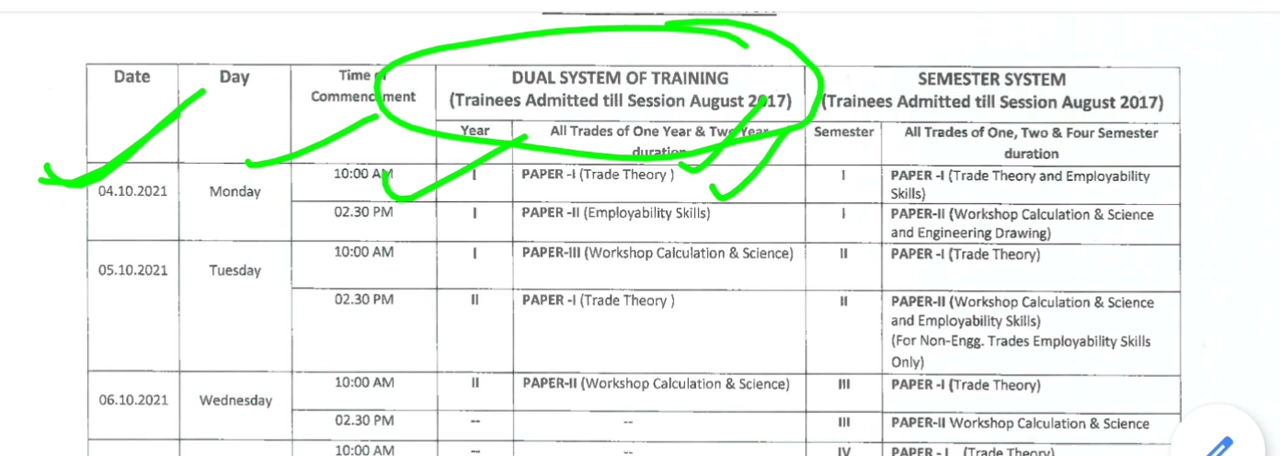 Date Day Time of DUAL SYSTEM OF TRAINING SEMESTER SYSTEM
Commencement (Trainees Admitted till Session August 2017) (Trainees Admitted till Session August 2017)
Year All Trades of One Year & Two Year Semester All Trades of One, Two & Four Semester
duration duration
04.10.2021 Monday 10:00 AM I PAPER -I (Trade Theory ) I PAPER -I (Trade Theory and Employability
Skills)
02.30 PM I PAPER -II (Employability Skills) I PAPER-II (Workshop Calculation & Science
and Engineering Drawing)
05.10.2021 Tuesday 10:00 AM I PAPER-III (Workshop Calculation & Science) II PAPER -I (Trade Theory)
02.30 PM II PAPER -I (Trade Theory ) II PAPER-II (Workshop Calculation & Science
and Employability Skills)
(For Non-Engg. Trades Employability Skills
Only)
06.10.2021 Wednesday 10:00 AM II PAPER-II (Workshop Calculation & Science) III PAPER -I (Trade Theory)
02.30 PM -- -- III PAPER-II Workshop Calculation & Science
10:00 AM -- -- IV PAPER - I (Trade Theory)